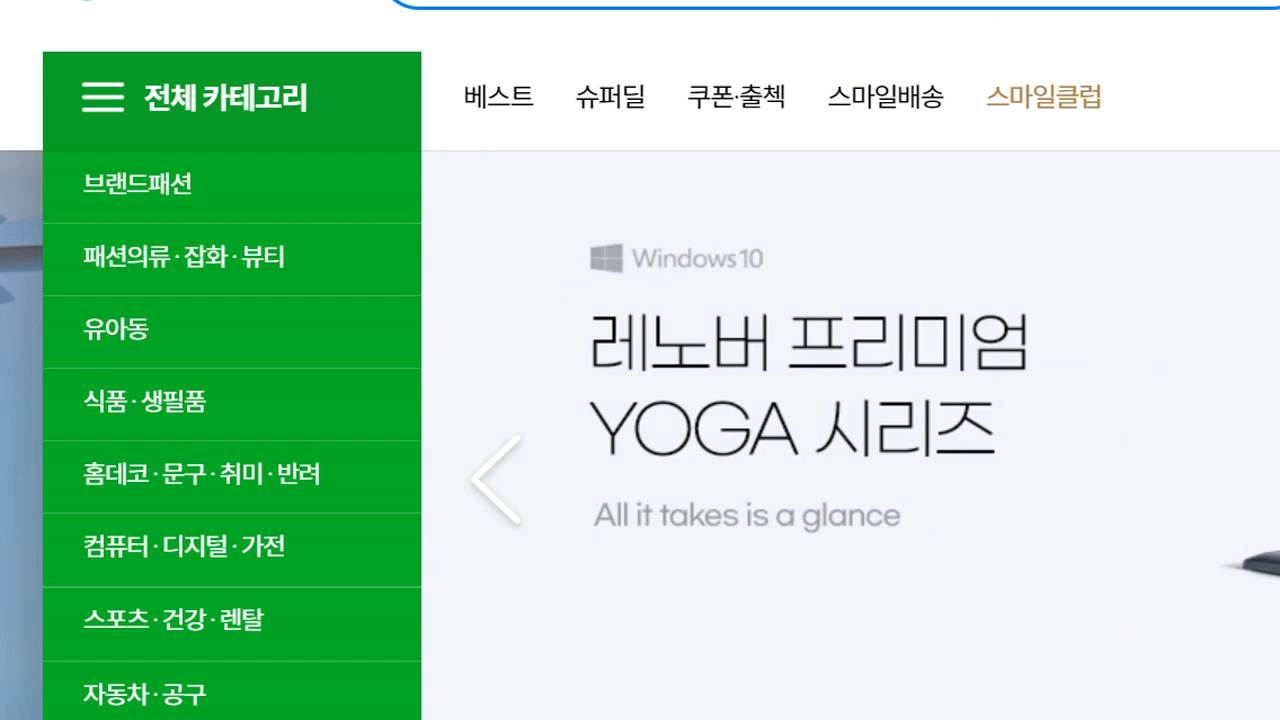 전체 카테고리
베스트 슈퍼딜 쿠폰·출첵 스마일배송 스마일클럽
브랜드패션
패션의류·잡화·뷰티
유아동
식품·생필품
홈데코·문구·취미·반려
컴퓨터·디지털·가전
스포츠·건강·렌탈
자동차·공구
Windows10
레노버 프리미엄
YOGA 시리즈
All it takes is a glance